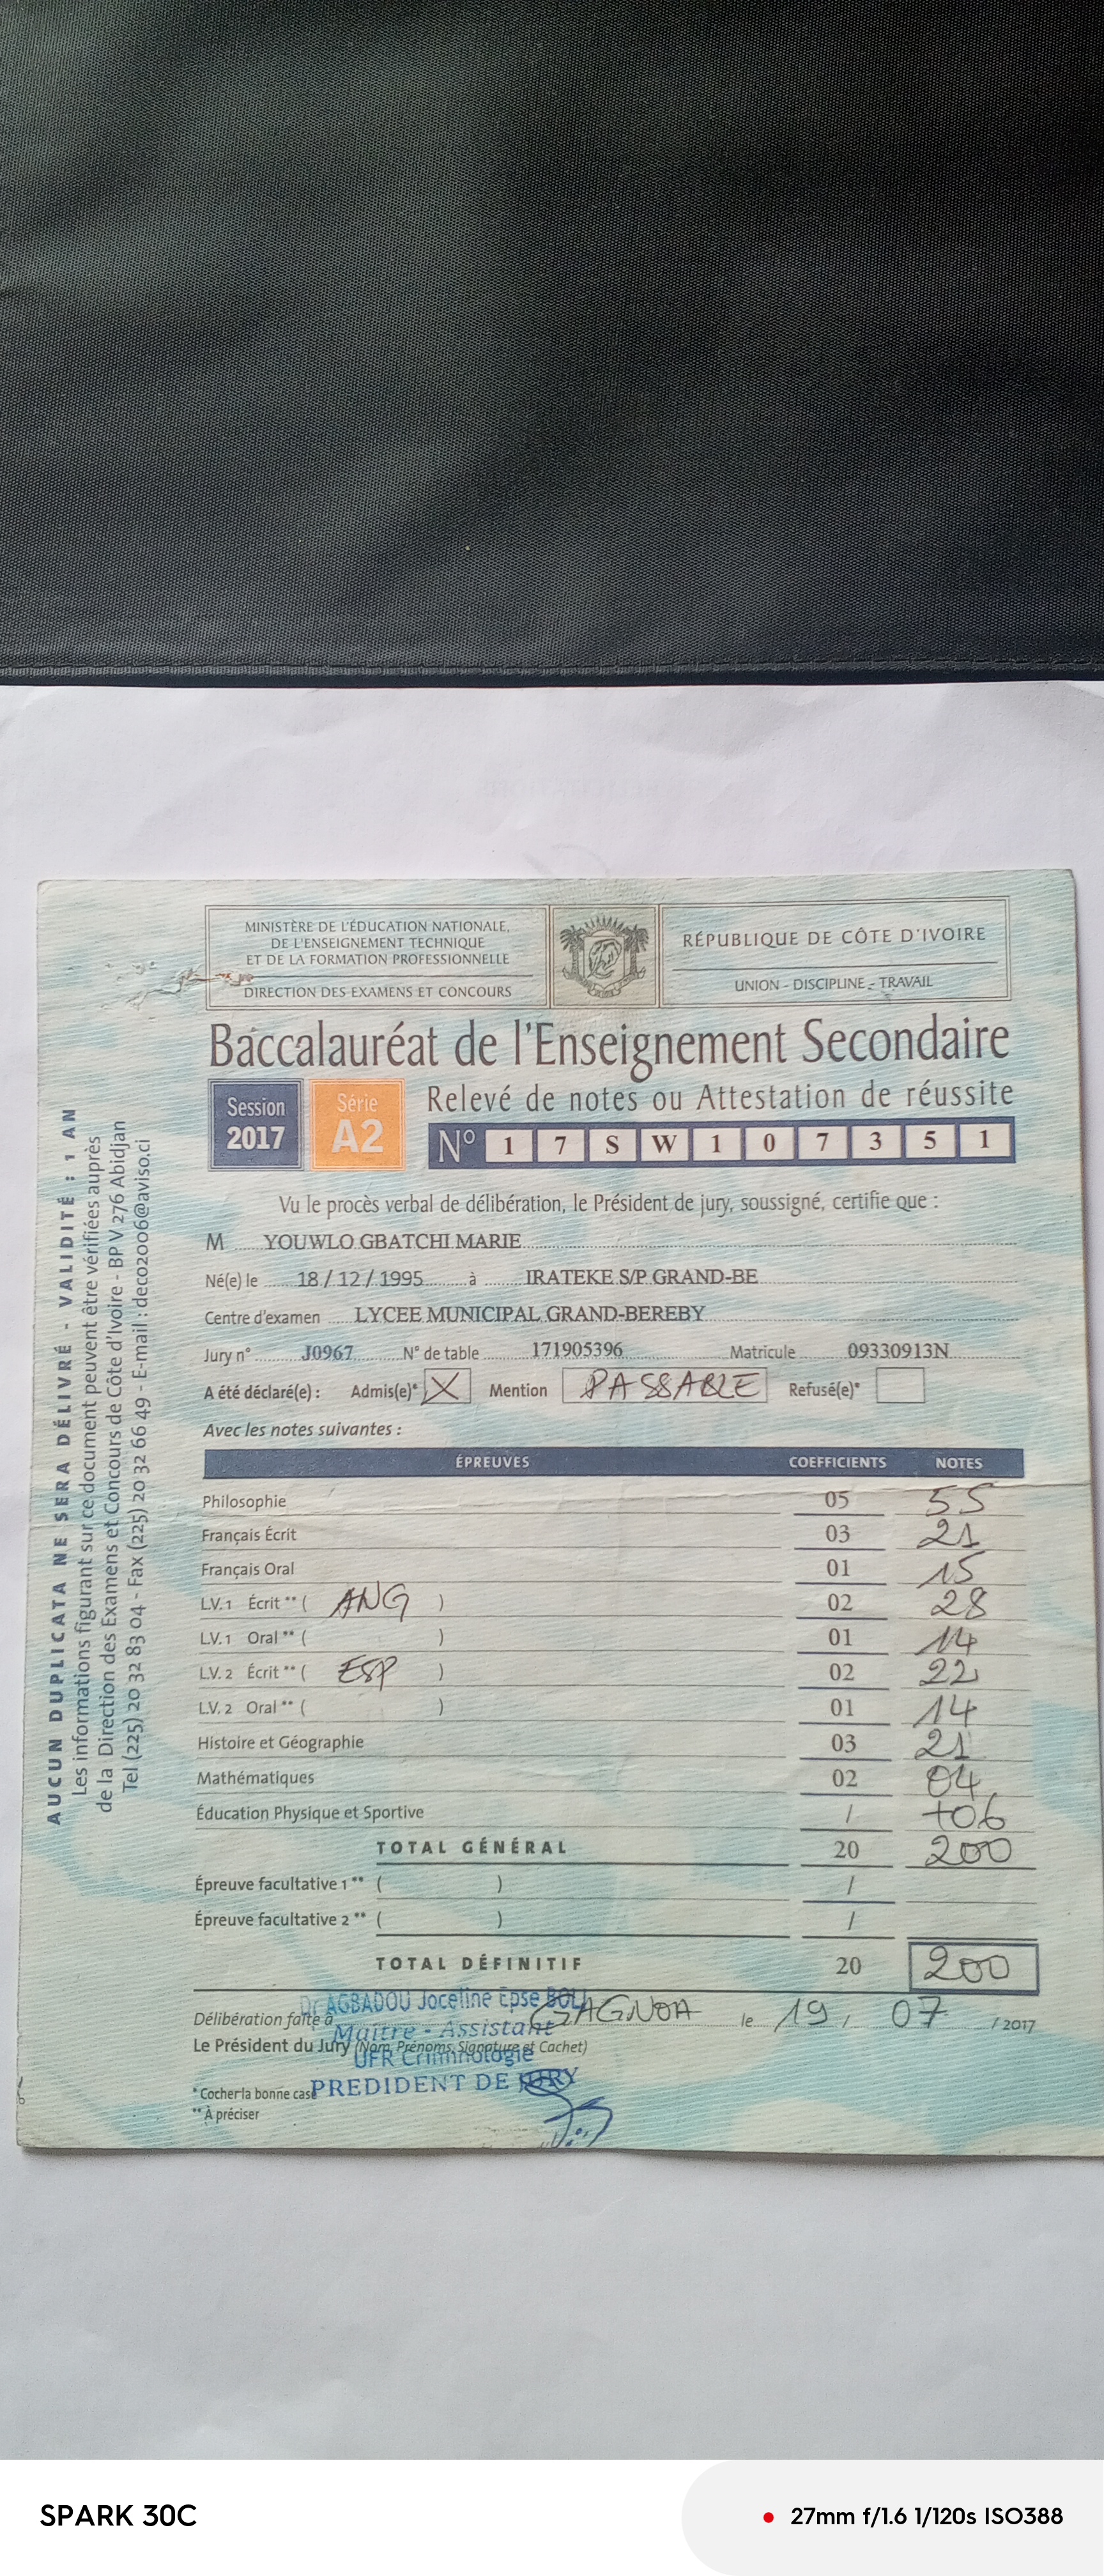 MINISTÈRE DE L'ÉDUCATION NATIONALE,
DE L'ENSEIGNEMENT TECHNIQUE
ET DE LA FORMATION PROFESSIONNELLE
DIRECTION DES EXAMENS ET CONCOURS
RÉPUBLIQUE DE CÔTE D'IVOIRE
UNION - DISCIPLINE - TRAVAIL
Baccalauréat de l'Enseignement Secondaire
Session 2017
Série A2
Relevé de notes ou Attestation de réussite
N° 1 7 S W 1 0 7 3 5 1
Vu le procès verbal de délibération, le Président de jury, soussigné, certifie que :
M YOUWLO GBATCHI MARIE
Né(e) le 18 / 12 / 1995 à IRATEKE S/P GRAND-BE
Centre d'examen LYCEE MUNICIPAL GRAND-BEREBY
Jury n° J0967 N° de table 171905396 Matricule 09330913N
A été déclaré(e) : Admis(e)* X Mention PASSABLE Refusé(e)*
Avec les notes suivantes :
ÉPREUVES COEFFICIENTS NOTES
Philosophie 05 55
Français Écrit 03 21
Français Oral 01 15
L.V.1 Écrit ** ( ANG ) 02 28
L.V.1 Oral ** ( ) 01 14
L.V. 2 Écrit ** ( ESP ) 02 22
L.V. 2 Oral ** ( ) 01 14
Histoire et Géographie 03 21
Mathématiques 02 04
Éducation Physique et Sportive / +06
TOTAL GÉNÉRAL 20 200
Épreuve facultative 1 ** ( ) /
Épreuve facultative 2 ** ( ) /
TOTAL DÉFINITIF 20 200
Dr AGBADOU Joceline Epse BOLI
Délibération faite à GAGNOA le 19 / 07 / 2017
Maître - Assistant
Le Président du Jury (Nom, Prénoms, Signature et Cachet)
UFR Criminologie
PREDIDENT DE JURY
* Cocher la bonne case
** À préciser
AUCUN DUPLICATA NE SERA DÉLIVRÉ - VALIDITÉ : 1 AN
Les informations figurant sur ce document peuvent être vérifiées auprès
de la Direction des Examens et Concours de Côte d'Ivoire - BP V 276 Abidjan
Tel (225) 20 32 83 04 - Fax (225) 20 32 66 49 - E-mail : deco2006@aviso.ci
SPARK 30C
27mm f/1.6 1/120s ISO388